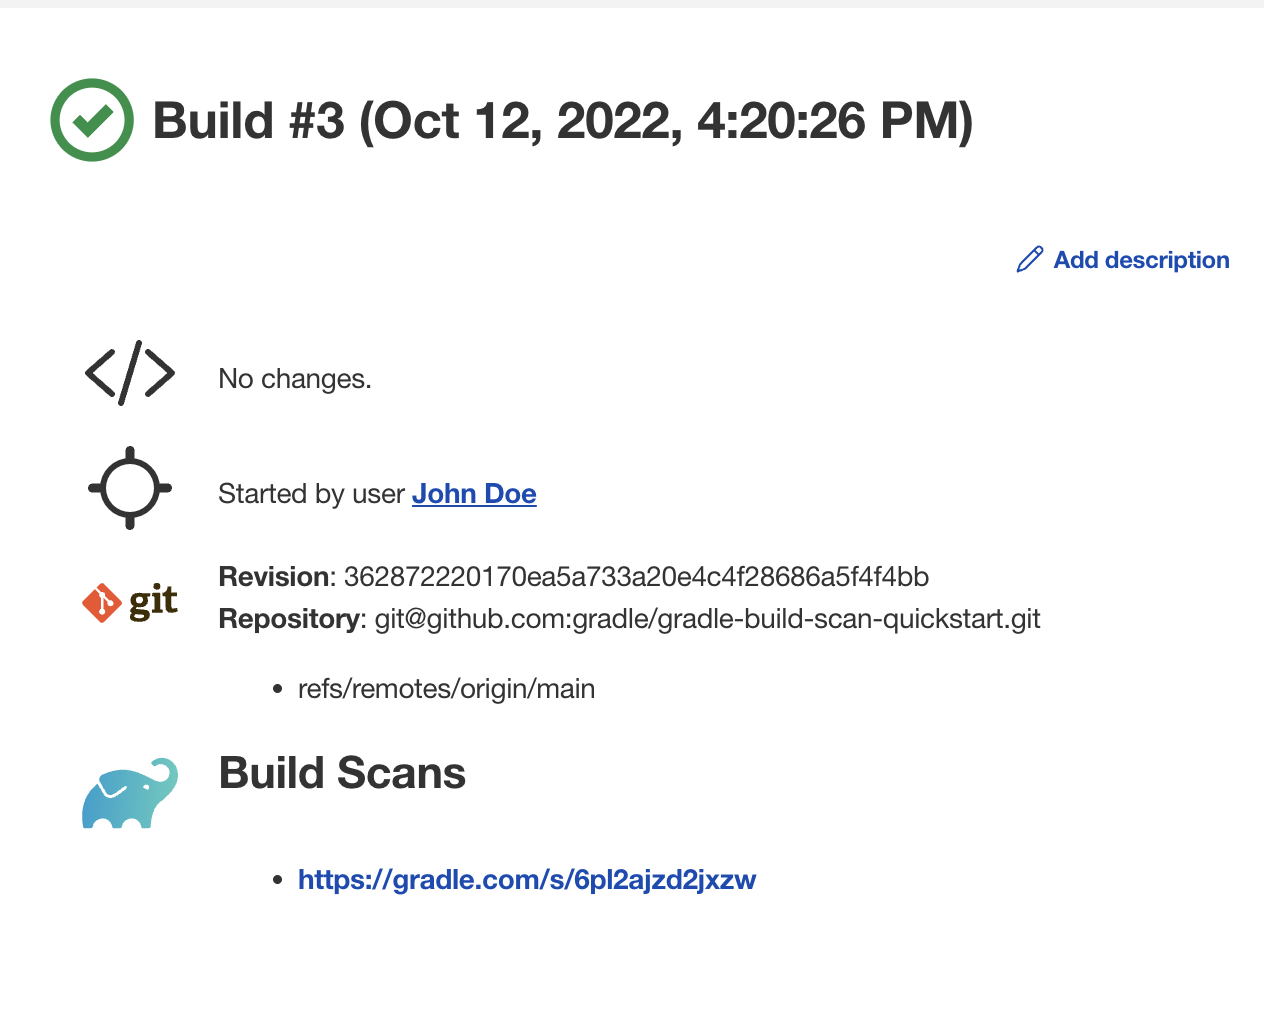 Build #3 (Oct 12, 2022, 4:20:26 PM)
Add description
No changes.
Started by user John Doe
Revision: 362872220170ea5a733a20e4c4f28686a5f4f4bb
git
Repository: git@github.com:gradle/gradle-build-scan-quickstart.git
refs/remotes/origin/main
Build Scans
https://gradle.com/s/6pl2ajzd2jxzw